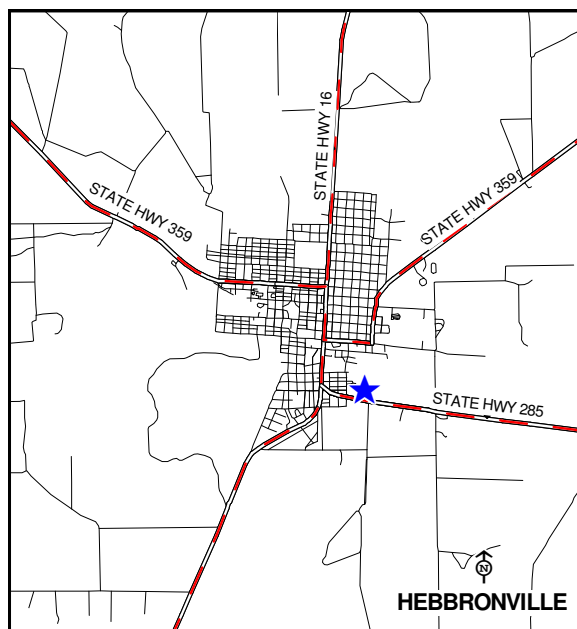 STATE HWY 16
STATE HWY 359
STATE HWY 359
STATE HWY 285
N
HEBBRONVILLE